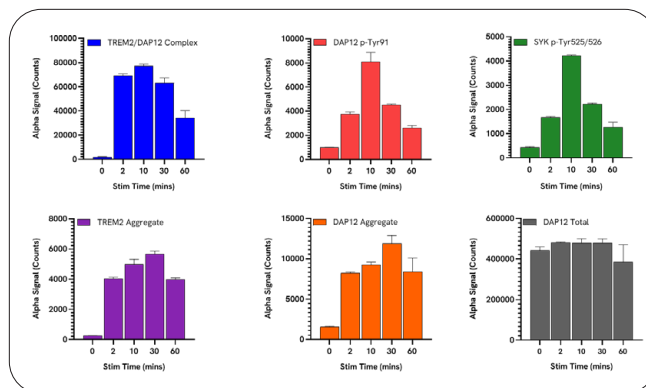 TREM2/DAP12 Complex
Alpha Signal (Counts)
100000
80000
60000
40000
20000
0
0 2 10 30 60
Stim Time (mins)
DAP12 p-Tyr91
Alpha Signal (Counts)
10000
8000
6000
4000
2000
0
0 2 10 30 60
Stim Time (mins)
SYK p-Tyr525/526
Alpha Signal (Counts)
5000
4000
3000
2000
1000
0
0 2 10 30 60
Stim Time (mins)
TREM2 Aggregate
Alpha Signal (Counts)
8000
6000
4000
2000
0
0 2 10 30 60
Stim Time (mins)
DAP12 Aggregate
Alpha Signal (Counts)
15000
10000
5000
0
0 2 10 30 60
Stim Time (mins)
DAP12 Total
Alpha Signal (Counts)
600000
400000
200000
0
0 2 10 30 60
Stim Time (mins)